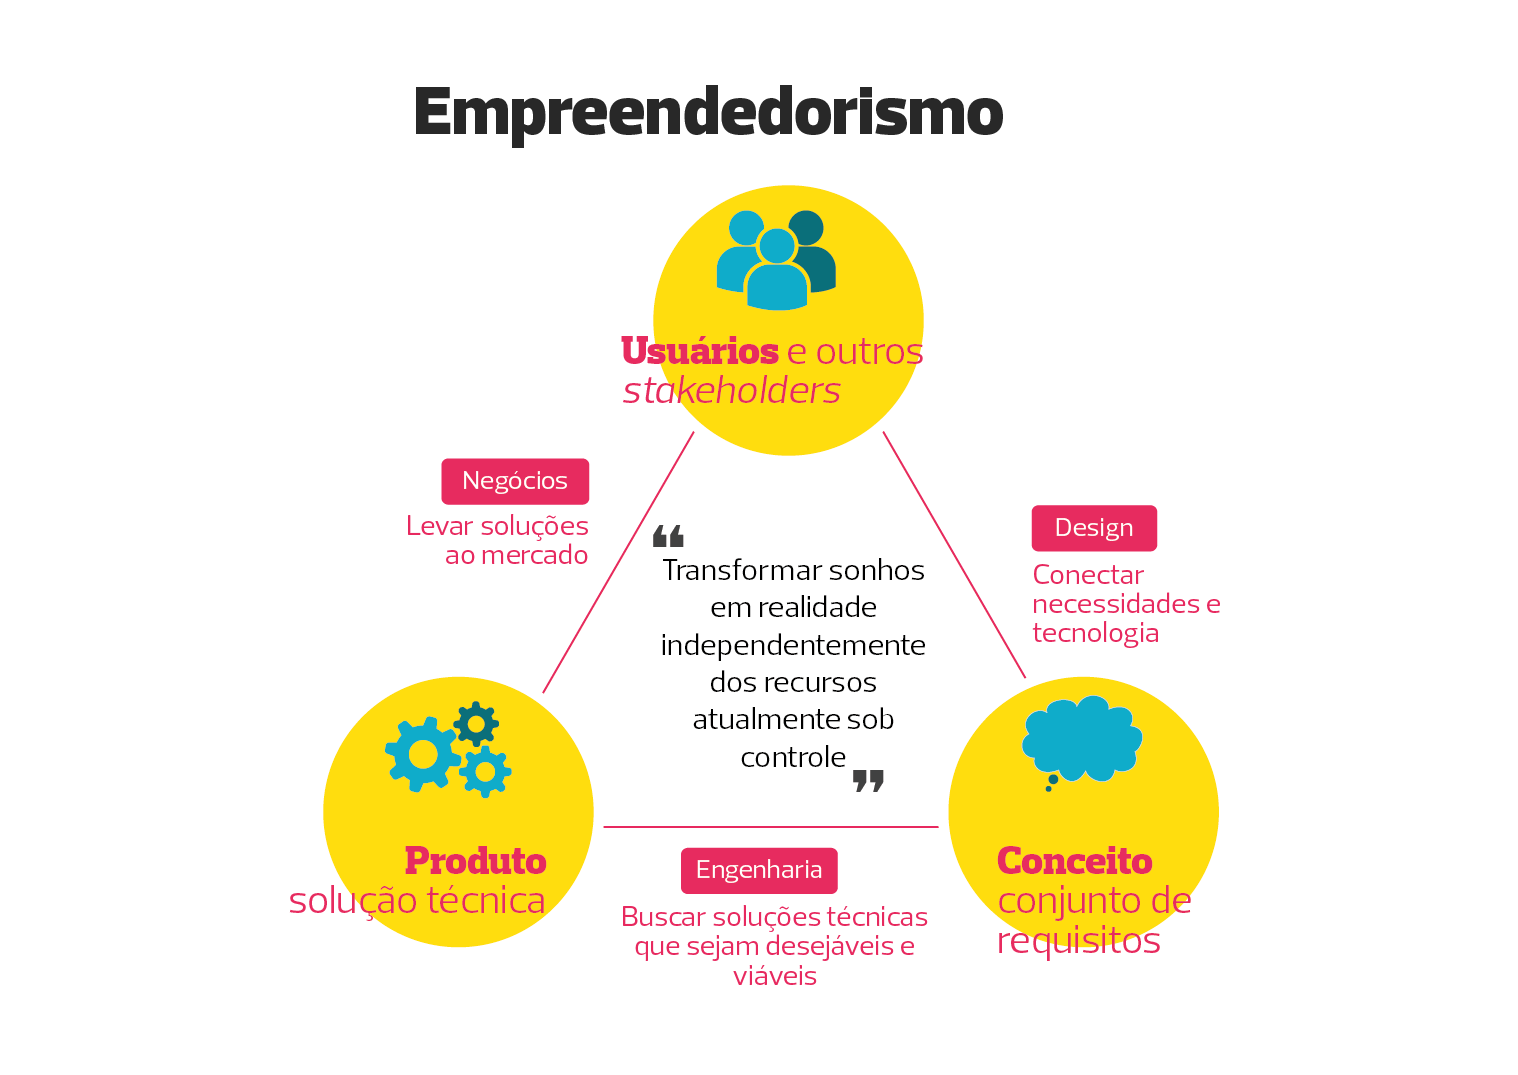 Empreendedorismo
Usuários e outros
stakeholders
Negócios
Levar soluções
ao mercado
Design
Conectar
necessidades e
tecnologia
❝
Transformar sonhos
em realidade
independentemente
dos recursos
atualmente sob
controle
❞
Produto
solução técnica
Engenharia
Buscar soluções técnicas
que sejam desejáveis e
viáveis
Conceito
conjunto de
requisitos